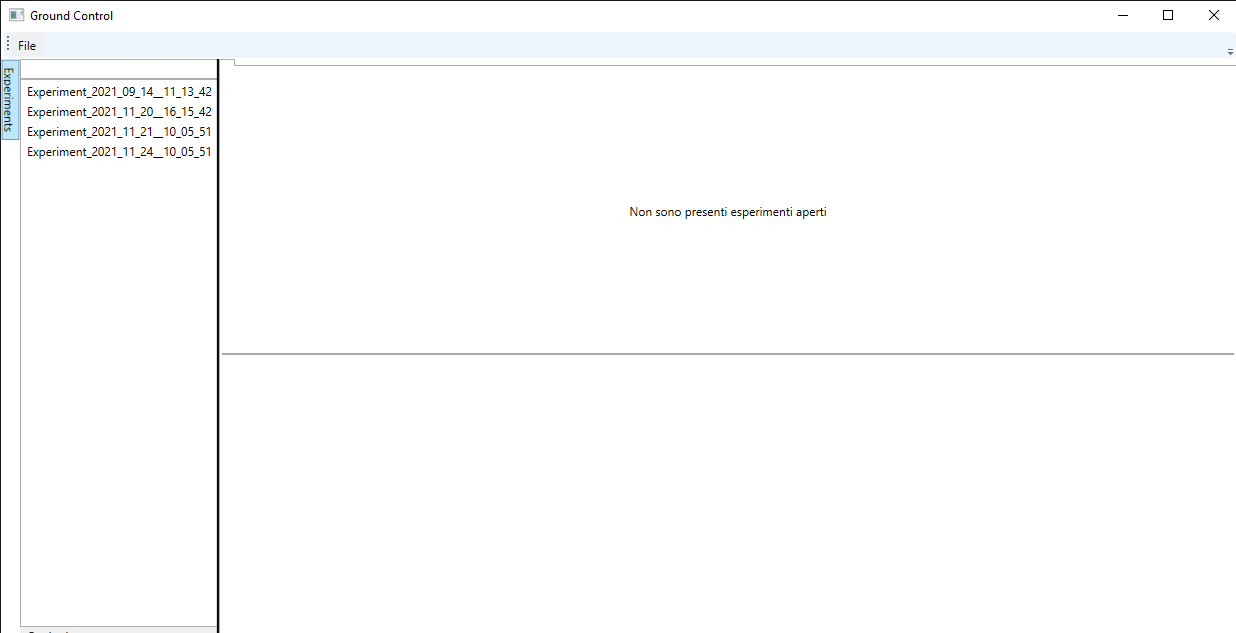 Ground Control
File
Experiments
Experiment_2021_09_14__11_13_42
Experiment_2021_11_20__16_15_42
Experiment_2021_11_21__10_05_51
Experiment_2021_11_24__10_05_51
Non sono presenti esperimenti aperti